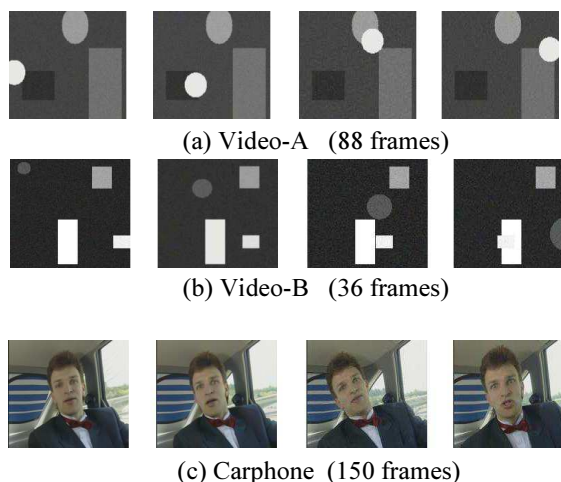 (a) Video-A (88 frames)
(b) Video-B (36 frames)
(c) Carphone (150 frames)